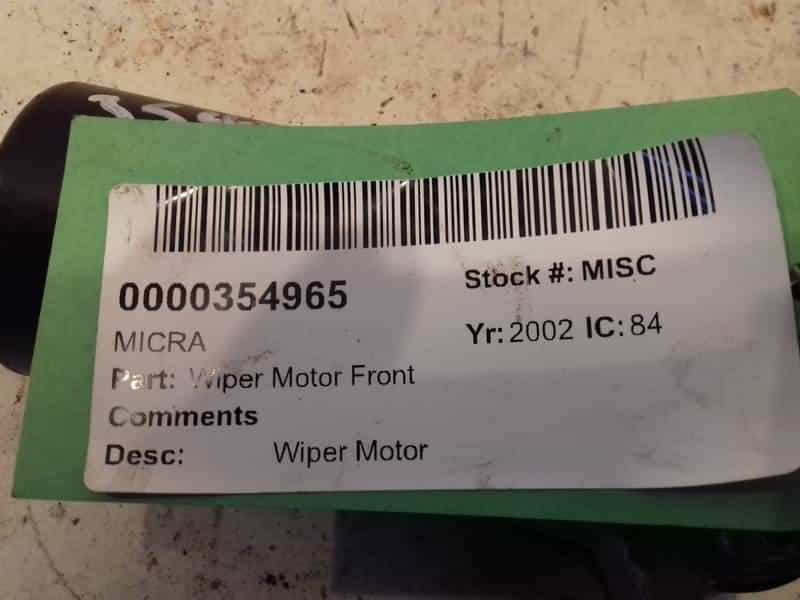 0000354965
Stock #: MISC
MICRA
Yr: 2002 IC: 84
Part: Wiper Motor Front
Comments
Desc: Wiper Motor